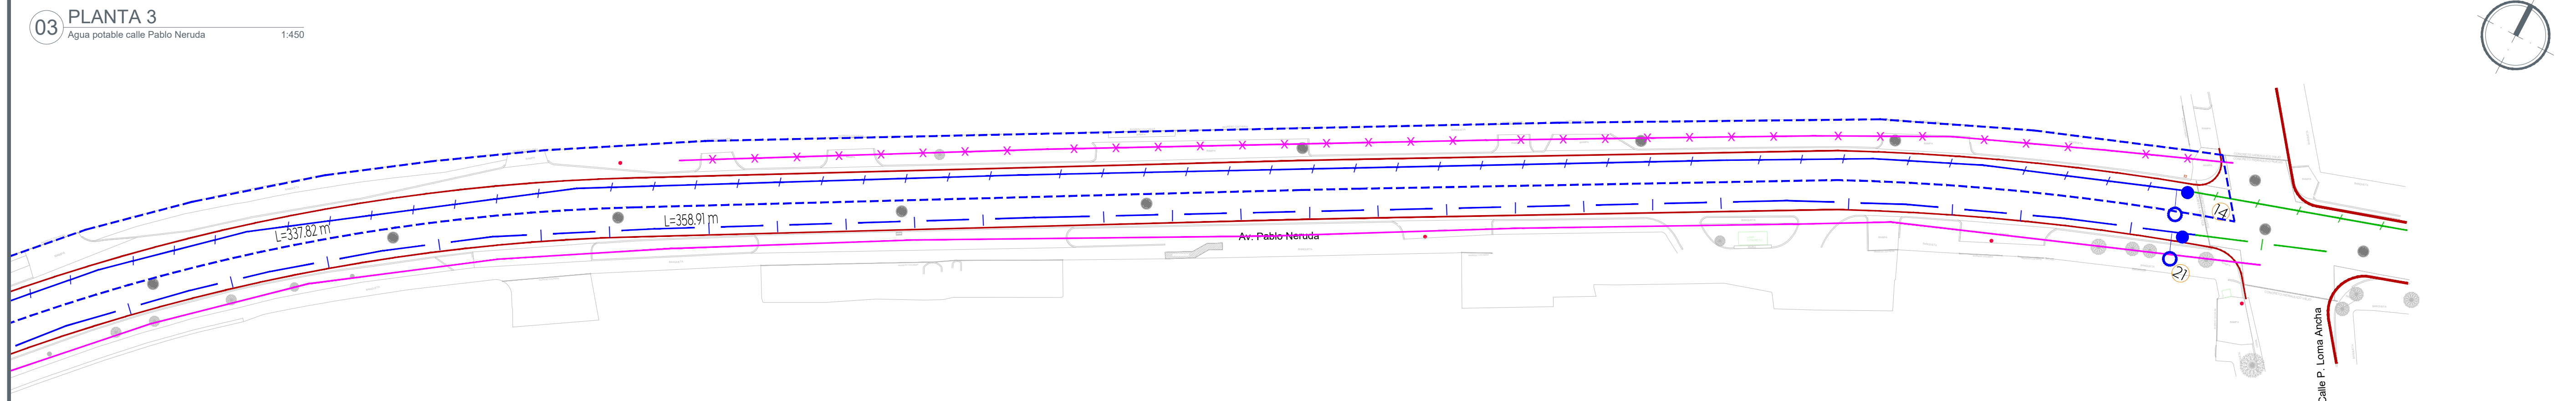 03
PLANTA 3
Agua potable calle Pablo Neruda 1:450
L=337.82 m
L=358.91 m
Av. Pablo Neruda
14
21
Calle P. Loma Ancha